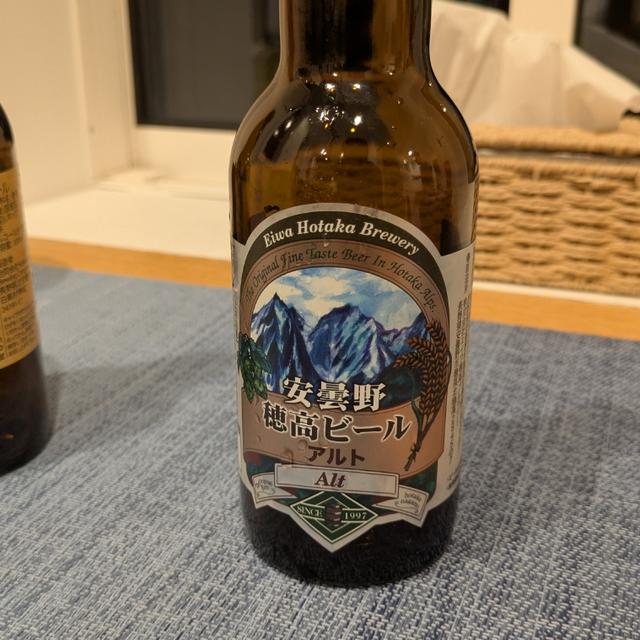 Eiwa Hotaka Brewery
The Original Fine Taste Beer In Hotaka Alps
安曇野
穂高ビール
アルト
Alt
SINCE 1997